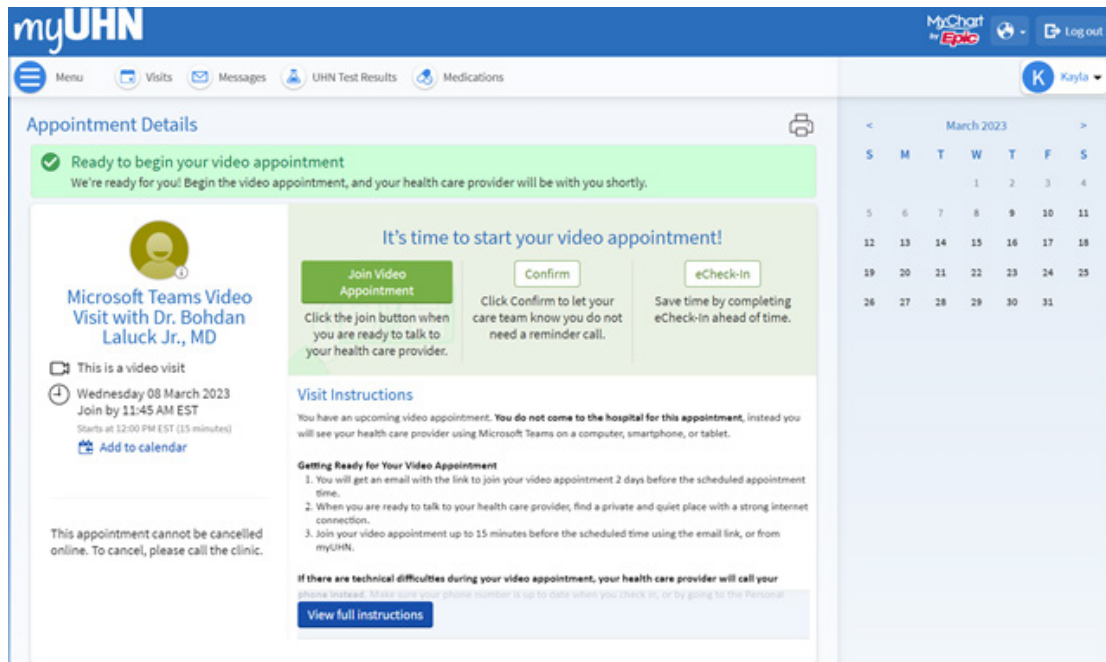 myUHN
MyChart
by Epic
Log out
Menu
Visits
Messages
UHN Test Results
Medications
K
Kayla
Appointment Details
Ready to begin your video appointment
We're ready for you! Begin the video appointment, and your health care provider will be with you shortly.
Microsoft Teams Video
Visit with Dr. Bohdan
Laluck Jr., MD
This is a video visit
Wednesday 08 March 2023
Join by 11:45 AM EST
Starts at 12:00 PM EST (15 minutes)
Add to calendar
This appointment cannot be cancelled
online. To cancel, please call the clinic.
It's time to start your video appointment!
Join Video
Appointment
Click the join button when
you are ready to talk to
your health care provider.
Confirm
Click Confirm to let your
care team know you do not
need a reminder call.
eCheck-In
Save time by completing
eCheck-In ahead of time.
Visit Instructions
You have an upcoming video appointment. You do not come to the hospital for this appointment, instead you
will see your health care provider using Microsoft Teams on a computer, smartphone, or tablet.
Getting Ready for Your Video Appointment
1. You will get an email with the link to join your video appointment 2 days before the scheduled appointment
time.
2. When you are ready to talk to your health care provider, find a private and quiet place with a strong internet
connection.
3. Join your video appointment up to 15 minutes before the scheduled time using the email link, or from
myUHN.
If there are technical difficulties during your video appointment, your health care provider will call your
phone instead. Make sure your phone number is up to date when you check in, or by going to the Personal
View full instructions
< March 2023 >
S M T W T F S
1 2 3 4
5 6 7 8 9 10 11
12 13 14 15 16 17 18
19 20 21 22 23 24 25
26 27 28 29 30 31